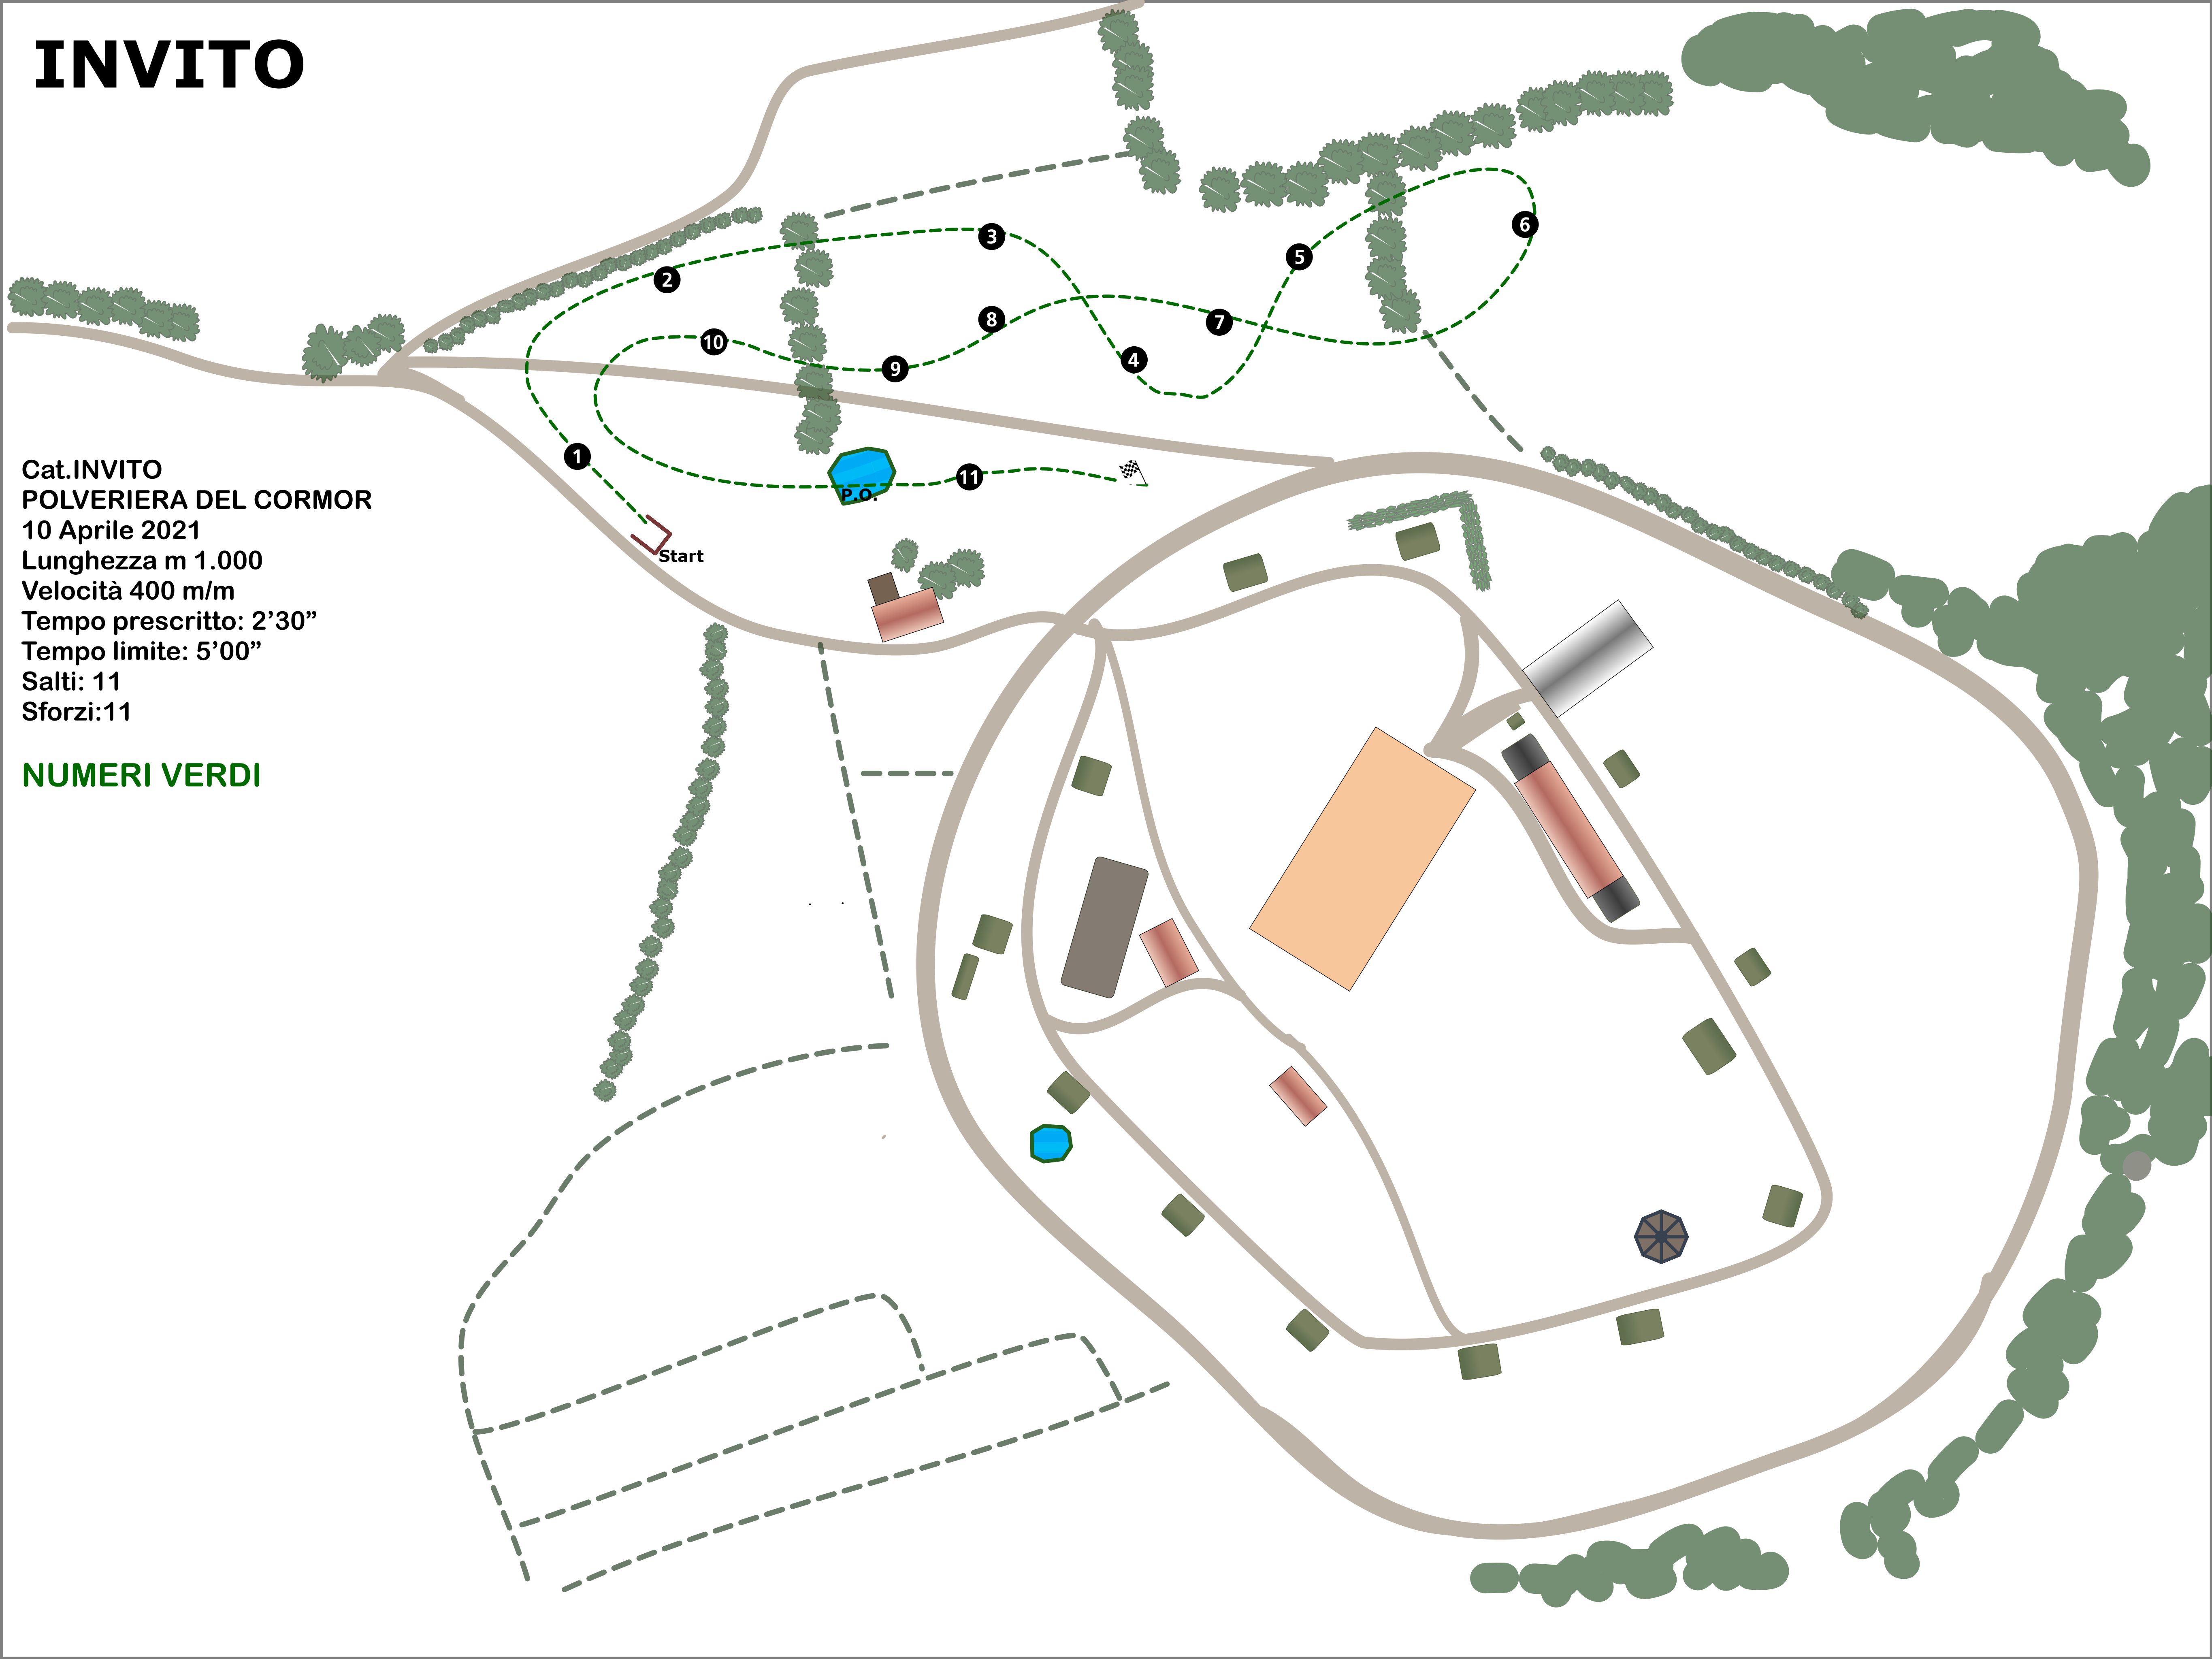 INVITO
3
6
5
2
8
7
10
4
9
1
11
P.O.
Start
Cat.INVITO
POLVERIERA DEL CORMOR
10 Aprile 2021
Lunghezza m 1.000
Velocità 400 m/m
Tempo prescritto: 2’30”
Tempo limite: 5’00”
Salti: 11
Sforzi:11
NUMERI VERDI